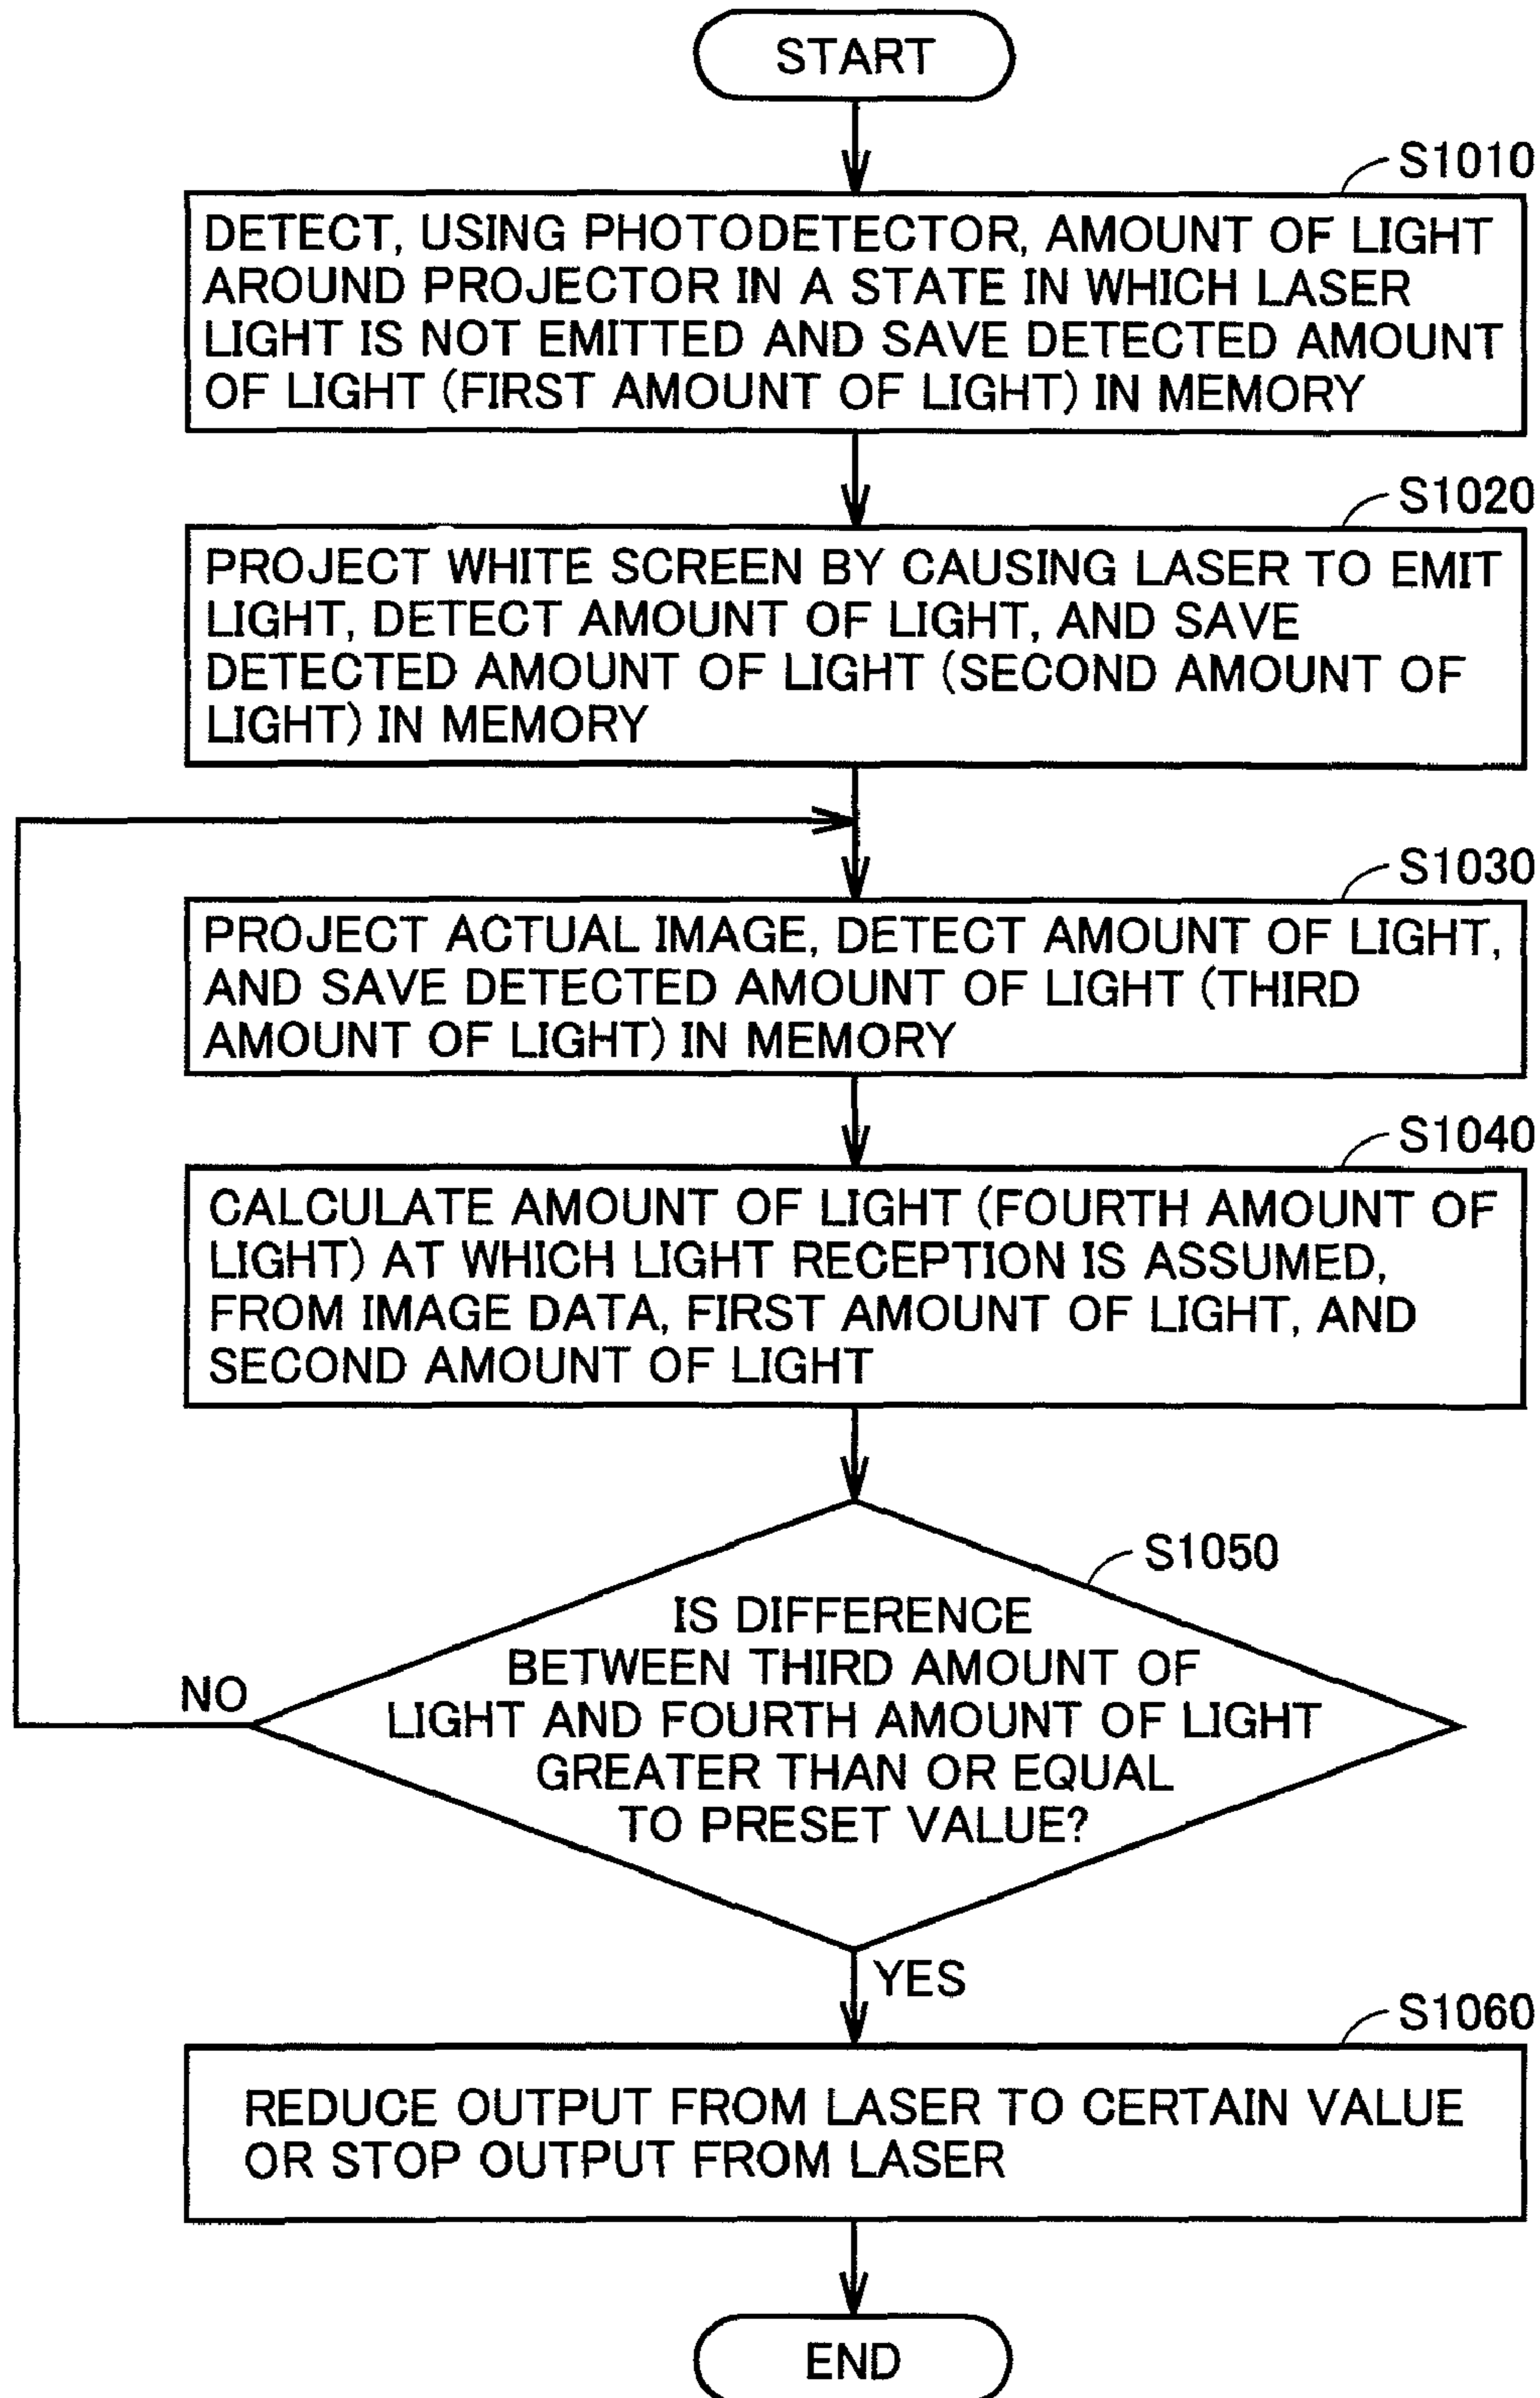 START
S1010
DETECT, USING PHOTODETECTOR, AMOUNT OF LIGHT
AROUND PROJECTOR IN A STATE IN WHICH LASER
LIGHT IS NOT EMITTED AND SAVE DETECTED AMOUNT
OF LIGHT (FIRST AMOUNT OF LIGHT) IN MEMORY
S1020
PROJECT WHITE SCREEN BY CAUSING LASER TO EMIT
LIGHT, DETECT AMOUNT OF LIGHT, AND SAVE
DETECTED AMOUNT OF LIGHT (SECOND AMOUNT OF
LIGHT) IN MEMORY
S1030
PROJECT ACTUAL IMAGE, DETECT AMOUNT OF LIGHT,
AND SAVE DETECTED AMOUNT OF LIGHT (THIRD
AMOUNT OF LIGHT) IN MEMORY
S1040
CALCULATE AMOUNT OF LIGHT (FOURTH AMOUNT OF
LIGHT) AT WHICH LIGHT RECEPTION IS ASSUMED,
FROM IMAGE DATA, FIRST AMOUNT OF LIGHT, AND
SECOND AMOUNT OF LIGHT
S1050
IS DIFFERENCE
BETWEEN THIRD AMOUNT OF
LIGHT AND FOURTH AMOUNT OF LIGHT
GREATER THAN OR EQUAL
TO PRESET VALUE?
NO
YES
S1060
REDUCE OUTPUT FROM LASER TO CERTAIN VALUE
OR STOP OUTPUT FROM LASER
END